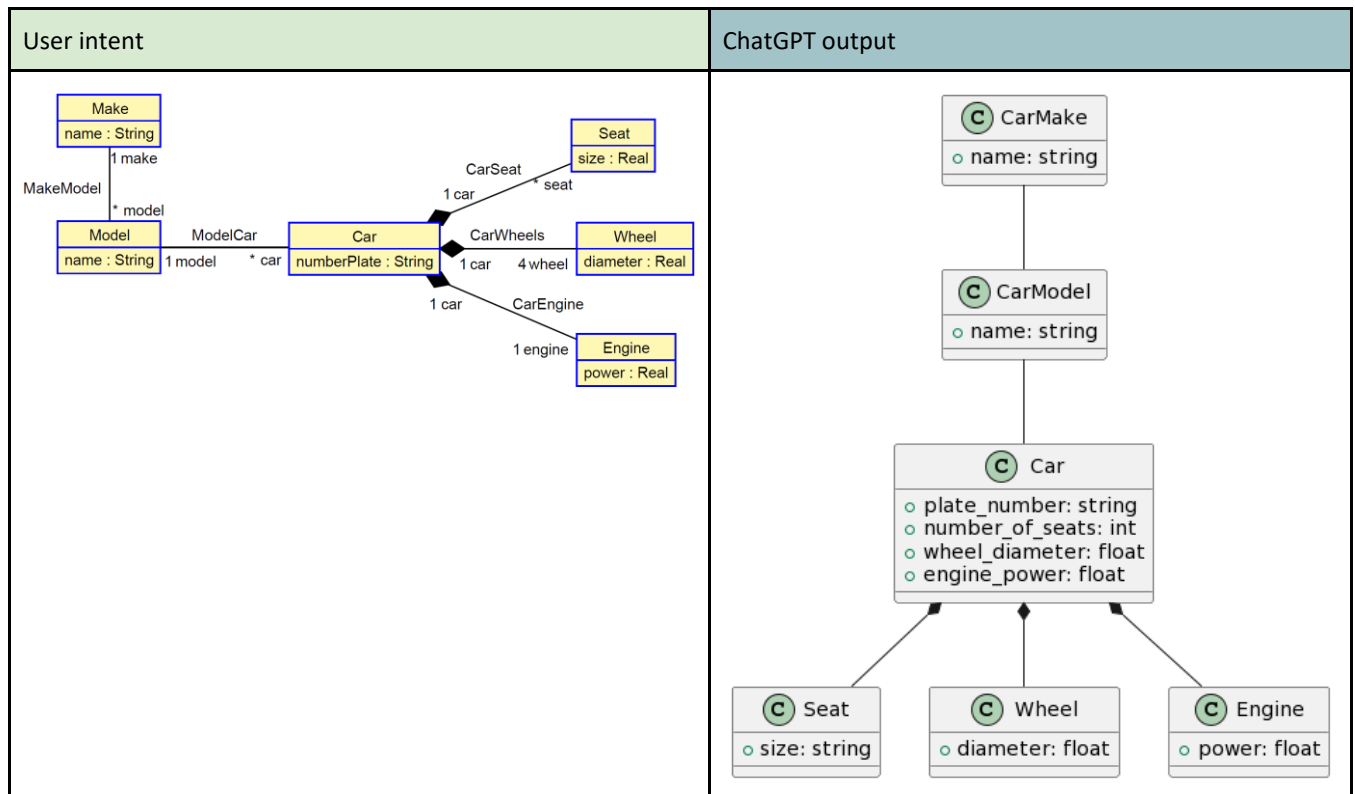 User intent
ChatGPT output
Make
name : String
1 make
MakeModel
* model
Model
name : String
ModelCar
1 model
* car
Car
numberPlate : String
CarSeat
1 car
* seat
Seat
size : Real
CarWheels
1 car
4 wheel
Wheel
diameter : Real
1 car
CarEngine
1 engine
Engine
power : Real
C CarMake
name: string
C CarModel
name: string
C Car
plate_number: string
number_of_seats: int
wheel_diameter: float
engine_power: float
C Seat
size: string
C Wheel
diameter: float
C Engine
power: float